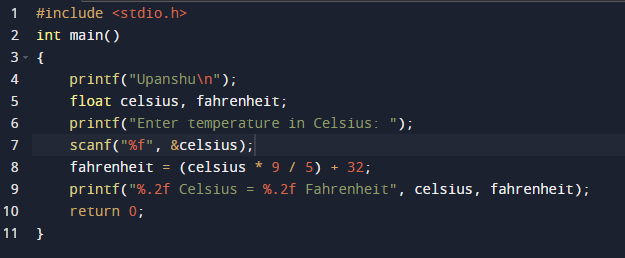 1 #include <stdio.h>
2 int main()
3 {
4     printf("Upanshu\n");
5     float celsius, fahrenheit;
6     printf("Enter temperature in Celsius: ");
7     scanf("%f", &celsius);
8     fahrenheit = (celsius * 9 / 5) + 32;
9     printf("%.2f Celsius = %.2f Fahrenheit", celsius, fahrenheit);
10     return 0;
11 }